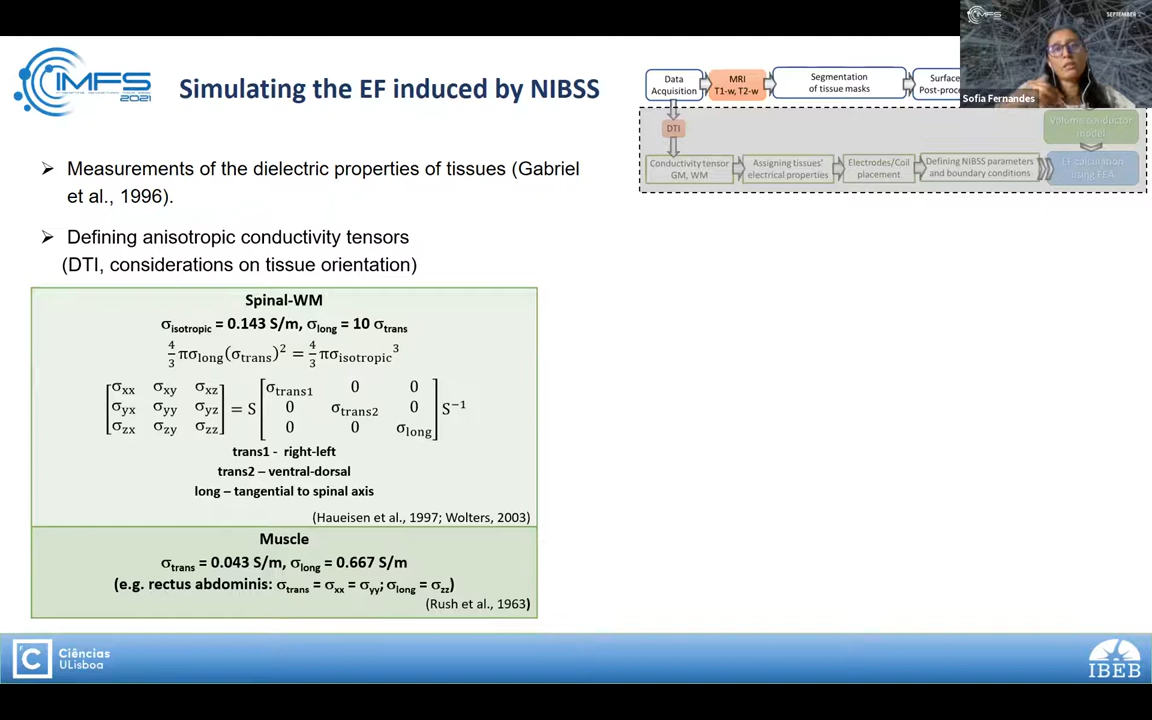 IMFS
SEPTEMBER
IMFS
2021
Simulating the EF induced by NIBSS
Data
Acquisition
MRI
T1-w, T2-w
Segmentation
of tissue masks
Surface
Post-proc
Sofia Fernandes
DTI
Volume conductor
model
Conductivity tensor
GM, WM
Assigning tissues'
electrical properties
Electrodes/Coil
placement
Defining NIBSS parameters
and boundary conditions
EF calculation
using FEA
➢ Measurements of the dielectric properties of tissues (Gabriel
et al., 1996).
➢ Defining anisotropic conductivity tensors
(DTI, considerations on tissue orientation)
Spinal-WM
σisotropic = 0.143 S/m, σlong = 10 σtrans
4/3 πσlong(σtrans)² = 4/3 πσisotropic³
[σxx σxy σxz] [σtrans1 0 0]
[σyx σyy σyz] = S [0 σtrans2 0] S⁻¹
[σzx σzy σzz] [0 0 σlong]
trans1 - right-left
trans2 – ventral-dorsal
long – tangential to spinal axis
(Haueisen et al., 1997; Wolters, 2003)
Muscle
σtrans = 0.043 S/m, σlong = 0.667 S/m
(e.g. rectus abdominis: σtrans = σxx = σyy; σlong = σzz)
(Rush et al., 1963)
Ciências
ULisboa
IBEB